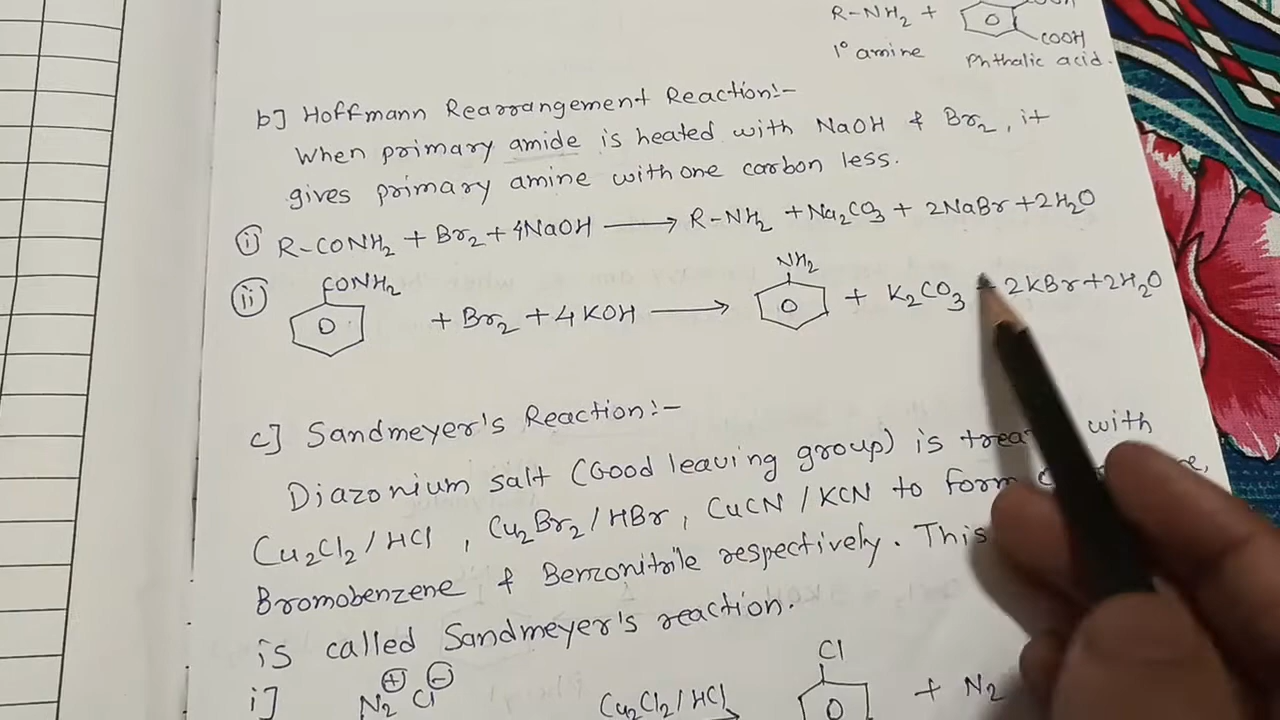 R-NH2 +
COOH
1° amine
Phthalic acid.
b] Hoffmann Rearrangement Reaction:-
When primary amide is heated with NaOH & Br2, it
gives primary amine with one carbon less.
i R-CONH2 + Br2 + 4NaOH ⟶ R-NH2 + Na2CO3 + 2NaBr + 2H2O
ii CONH2 + Br2 + 4KOH ⟶ NH2 + K2CO3 + 2KBr + 2H2O
c] Sandmeyer's Reaction:-
Diazonium salt (Good leaving group) is with
Cu2Cl2/HCl, Cu2Br2/HBr, CuCN/KCN to form
Bromobenzene & Benzonitrile respectively. This
is called Sandmeyer's reaction.
i] N2⊕ Cl⊖ Cu2Cl2/HCl Cl + N2